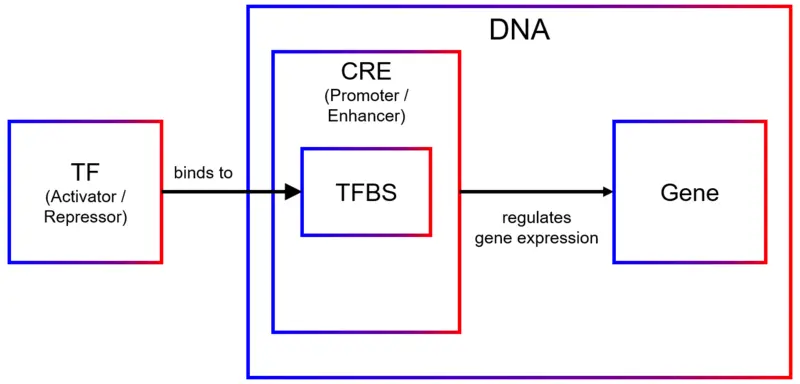 DNA
CRE
(Promoter /
Enhancer)
TF
(Activator /
Repressor)
binds to
TFBS
regulates
gene expression
Gene